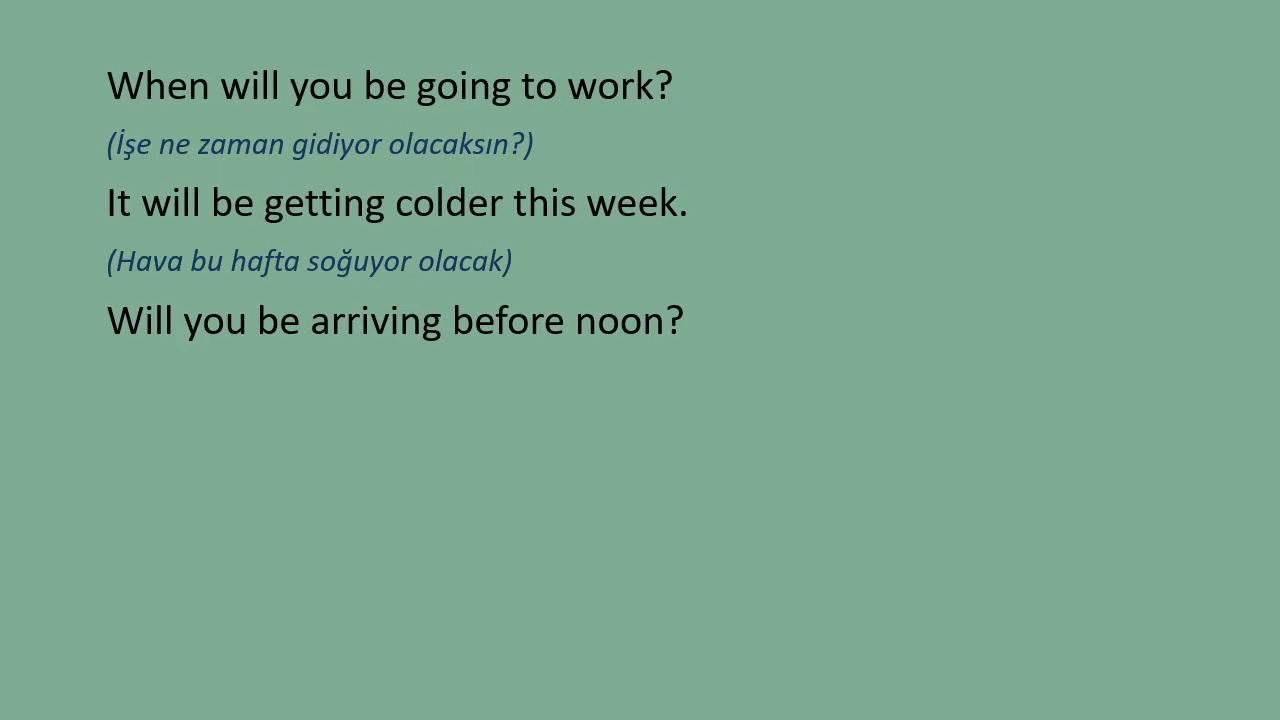 When will you be going to work?
(İşe ne zaman gidiyor olacaksın?)
It will be getting colder this week.
(Hava bu hafta soğuyor olacak)
Will you be arriving before noon?